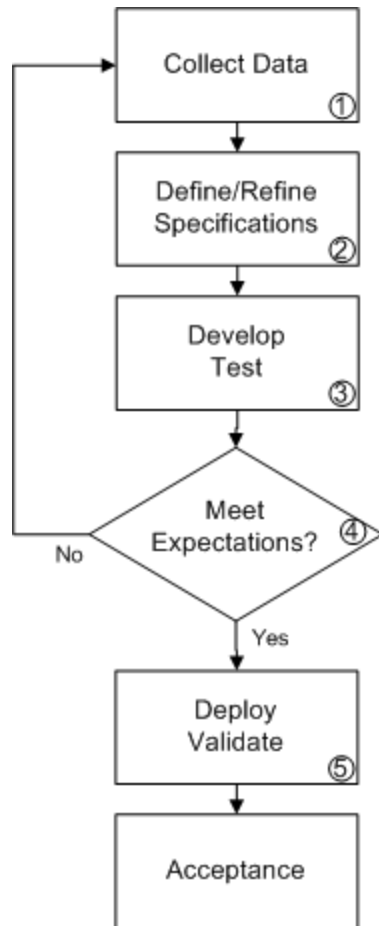 Collect Data
①
Define/Refine
Specifications
②
Develop
Test
③
Meet
Expectations?
④
No
Yes
Deploy
Validate
⑤
Acceptance